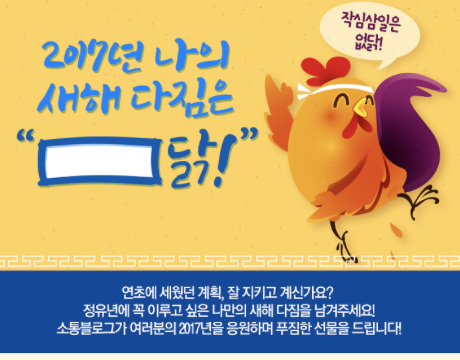 작심삼일은
없닭!
2017년 나의
새해 다짐은
“ 닭!”
연초에 세웠던 계획, 잘 지키고 계신가요?
정유년에 꼭 이루고 싶은 나만의 새해 다짐을 남겨주세요!
소통블로그가 여러분의 2017년을 응원하며 푸짐한 선물을 드립니다!